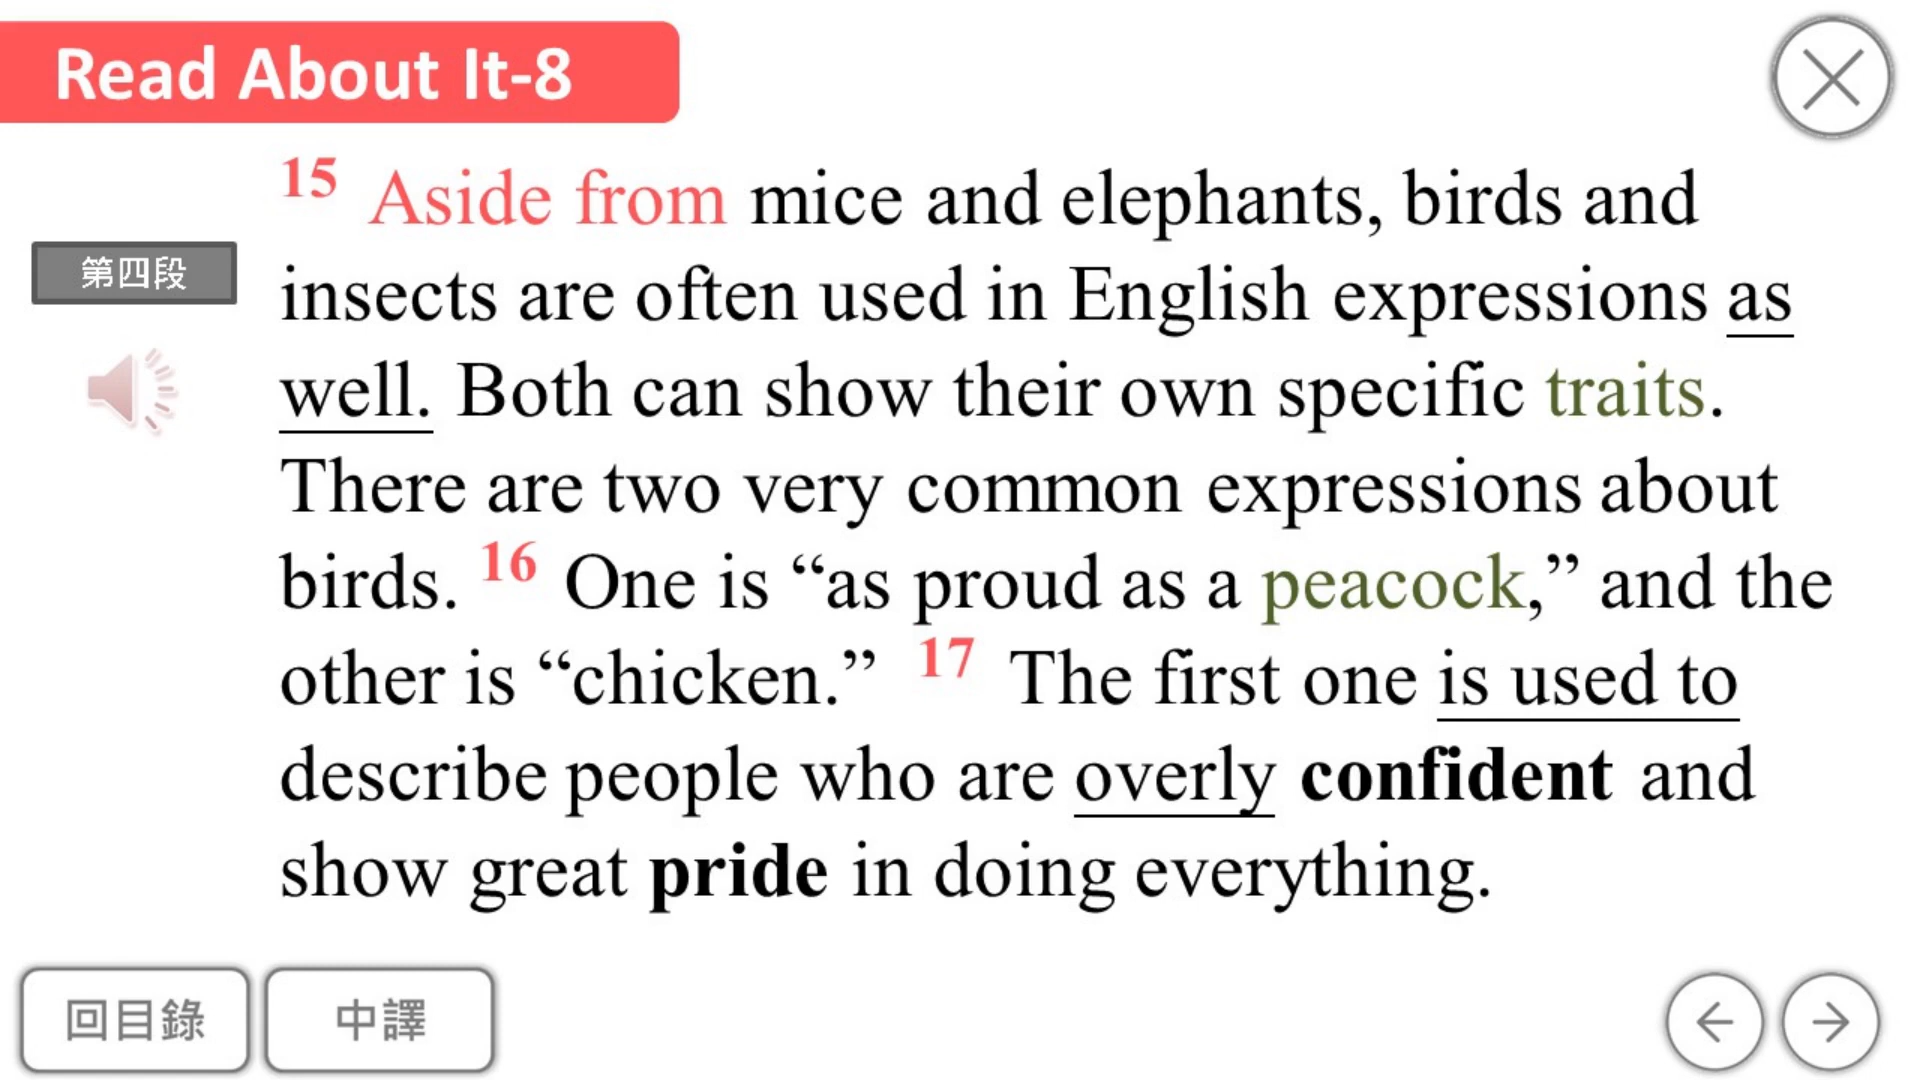 Read About It-8
15 Aside from mice and elephants, birds and
第四段
insects are often used in English expressions as
well. Both can show their own specific traits.
There are two very common expressions about
birds. 16 One is “as proud as a peacock,” and the
other is “chicken.” 17 The first one is used to
describe people who are overly confident and
show great pride in doing everything.
回目錄
中譯